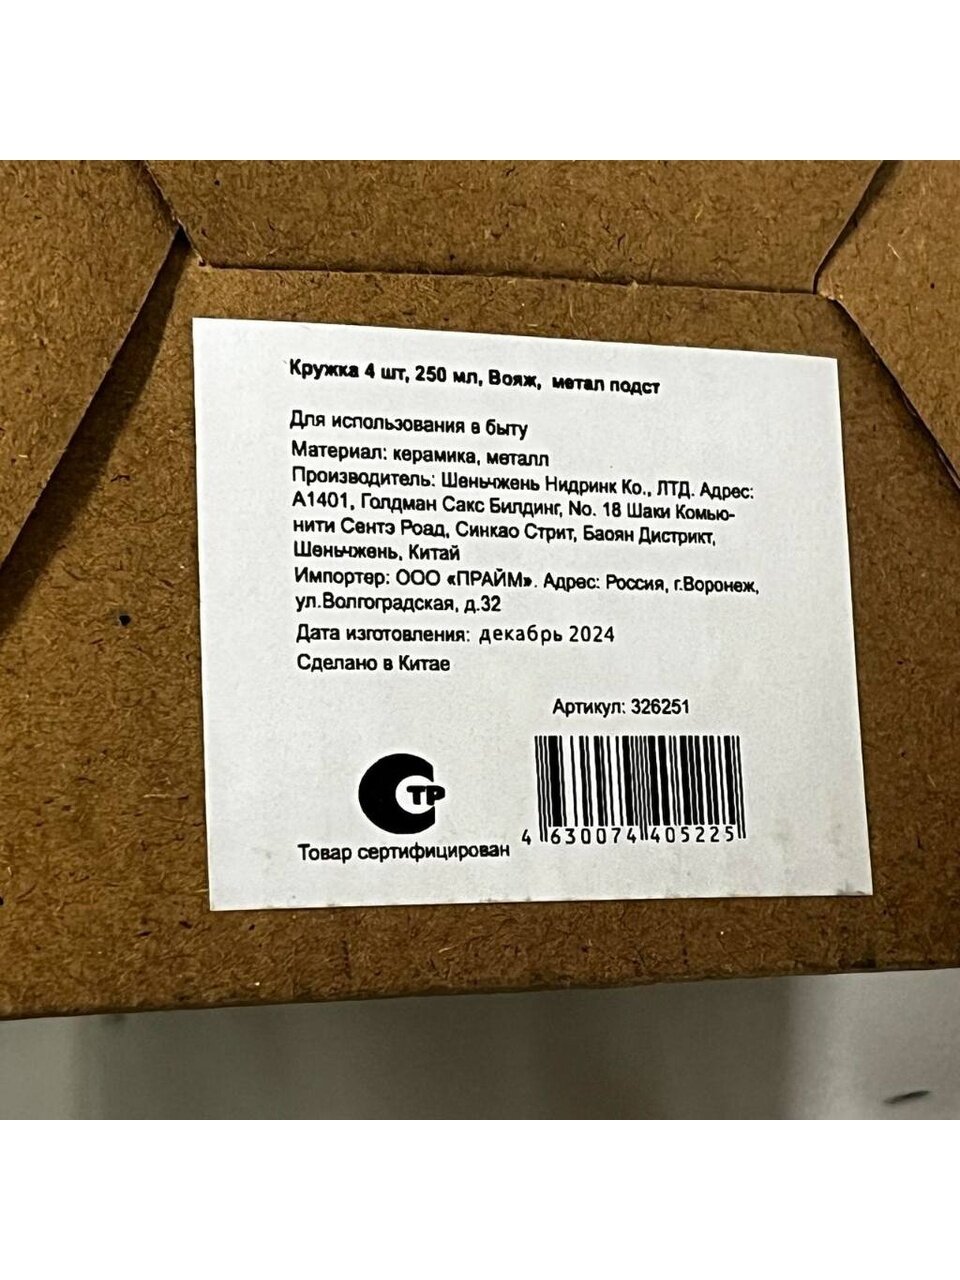 Кружка 4 шт, 250 мл, Вояж, метал подст
Для использования в быту
Материал: керамика, металл
Производитель: Шеньчжень Нидринк Ко., ЛТД. Адрес:
А1401, Голдман Сакс Билдинг, No. 18 Шаки Комью-
нити Сентэ Роад, Синкао Стрит, Баоян Дистрикт,
Шеньчжень, Китай
Импортер: ООО «ПРАЙМ». Адрес: Россия, г.Воронеж,
ул.Волгоградская, д.32
Дата изготовления: декабрь 2024
Сделано в Китае
Артикул: 326251
ТР
4 630074 405225
Товар сертифицирован